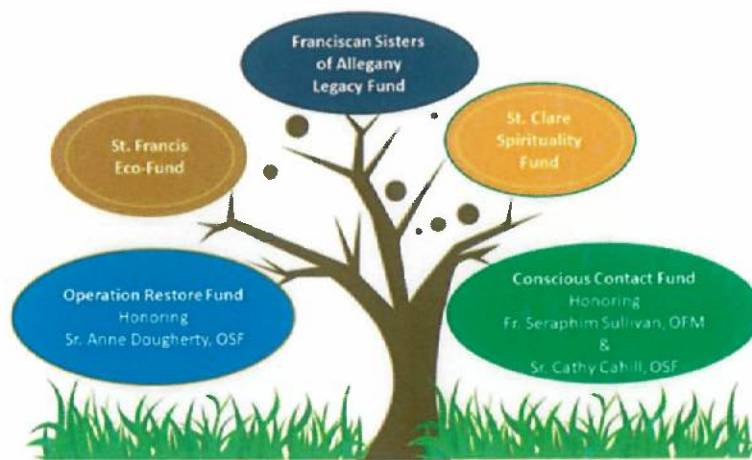 Franciscan Sisters
of Allegany
Legacy Fund
St. Francis
Eco-Fund
St. Clare
Spirituality
Fund
Operation Restore Fund
Honoring
Sr. Anne Dougherty, OSF
Conscious Contact Fund
Honoring
Fr. Seraphim Sullivan, OFM
&
Sr. Cathy Cahill, OSF